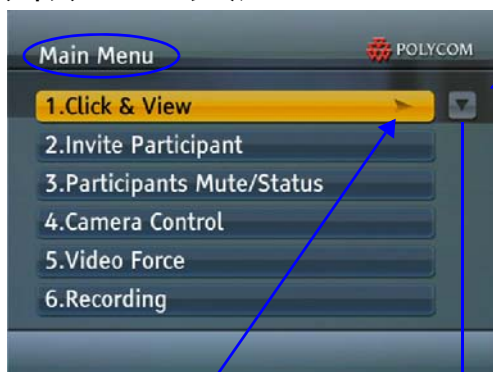 Main Menu
POLYCOM
1.Click & View
2.Invite Participant
3.Participants Mute/Status
4.Camera Control
5.Video Force
6.Recording